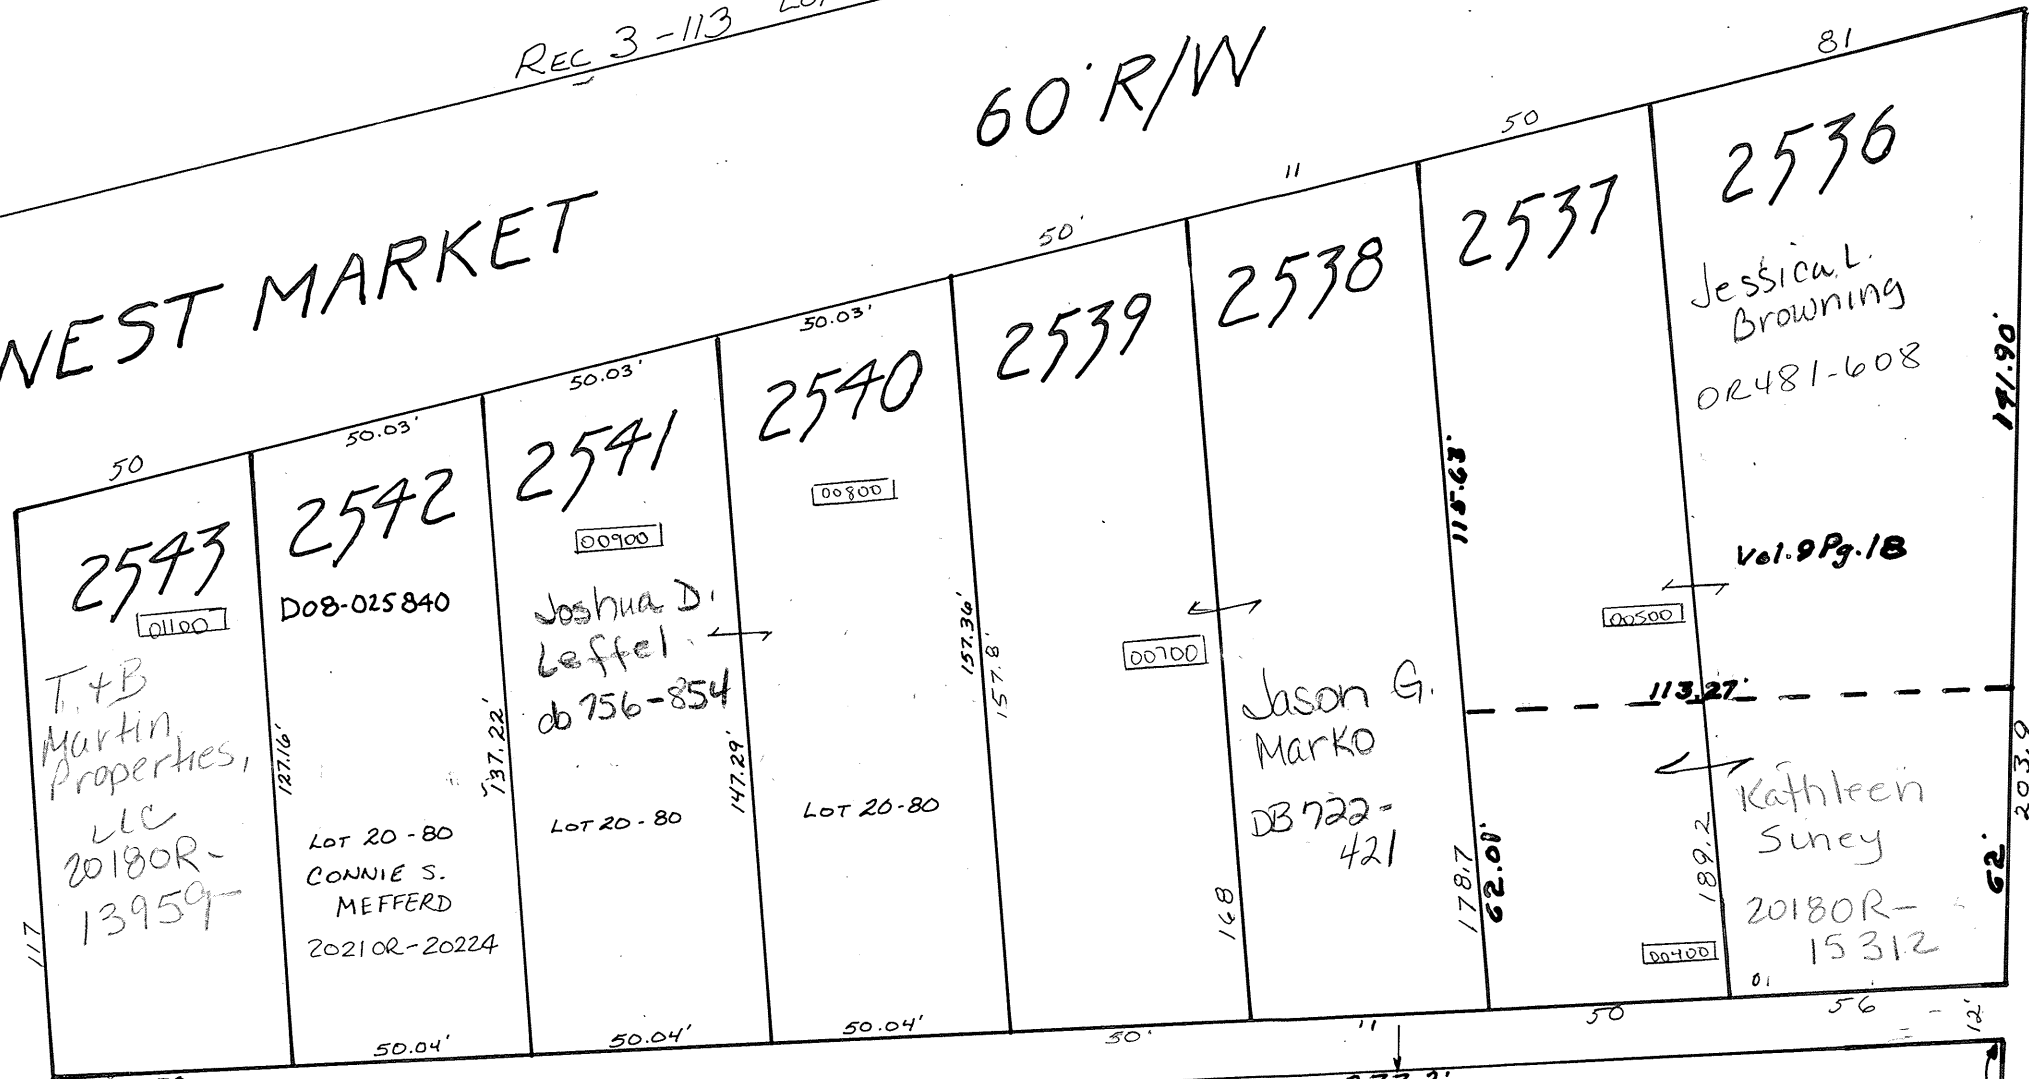 REC 3-113
60' R/W
WEST MARKET
81
50
11
50'
50.03'
50.03'
50.03'
50
2536
Jessica L.
Browning
OR481-608
141.90'
Vol.9 Pg.18
2537
115.63'
00500
113.27'
Kathleen
Siney
2018OR-
15312
203.9
62'
189.2
00400
2538
Jason G.
Marko
DB 722-
421
178.7
62.01'
2539
00700
168
2540
00800
157.36'
157.8'
LOT 20-80
2541
00900
Joshua D.
Leffel
db 756-854
147.29'
LOT 20-80
2542
D08-025840
137.22'
LOT 20-80
CONNIE S.
MEFFERD
2021OR-20224
2543
01100
T.+B
Martin
Properties,
LLC
2018OR-
13959-
127.16'
117
50.04'
50.04'
50.04'
50'
11
50
56
12'